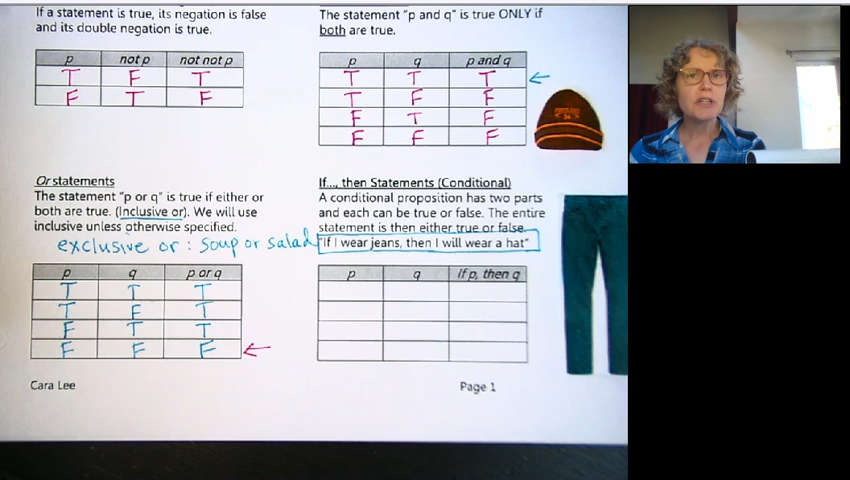 If a statement is true, its negation is false
and its double negation is true.
p not p not not p
T F T
F T F
The statement "p and q" is true ONLY if
both are true.
p q p and q
T T T
T F F
F T F
F F F
Or statements
The statement "p or q" is true if either or
both are true. (Inclusive or). We will use
inclusive unless otherwise specified.
exclusive or : soup or salad
p q p or q
T T T
T F T
F T T
F F F
If..., then Statements (Conditional)
A conditional proposition has two parts
and each can be true or false. The entire
statement is then either true or false.
"If I wear jeans, then I will wear a hat"
p q If p, then q
Cara Lee
Page 1